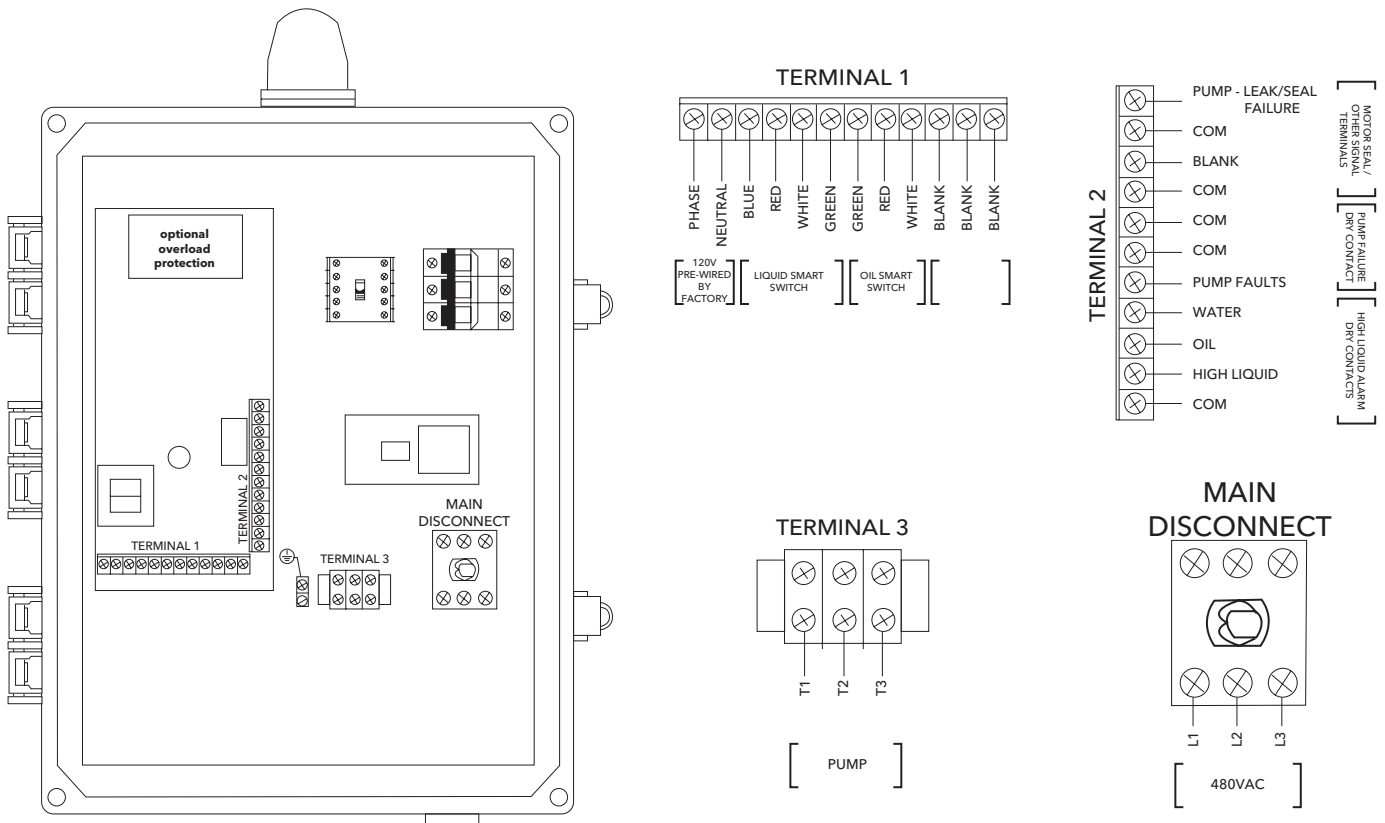 optional
overload
protection
TERMINAL 2
TERMINAL 1
TERMINAL 3
MAIN
DISCONNECT
TERMINAL 1
PHASE
NEUTRAL
BLUE
RED
WHITE
GREEN
GREEN
RED
WHITE
BLANK
BLANK
BLANK
120V
PRE-WIRED
BY
FACTORY
LIQUID SMART
SWITCH
OIL SMART
SWITCH
TERMINAL 2
PUMP - LEAK/SEAL
FAILURE
COM
BLANK
COM
COM
COM
PUMP FAULTS
WATER
OIL
HIGH LIQUID
COM
MOTOR SEAL /
OTHER SIGNAL
TERMINALS
PUMP FAILURE
DRY CONTACT
HIGH LIQUID ALARM
DRY CONTACTS
TERMINAL 3
T1
T2
T3
PUMP
MAIN
DISCONNECT
L1
L2
L3
480VAC